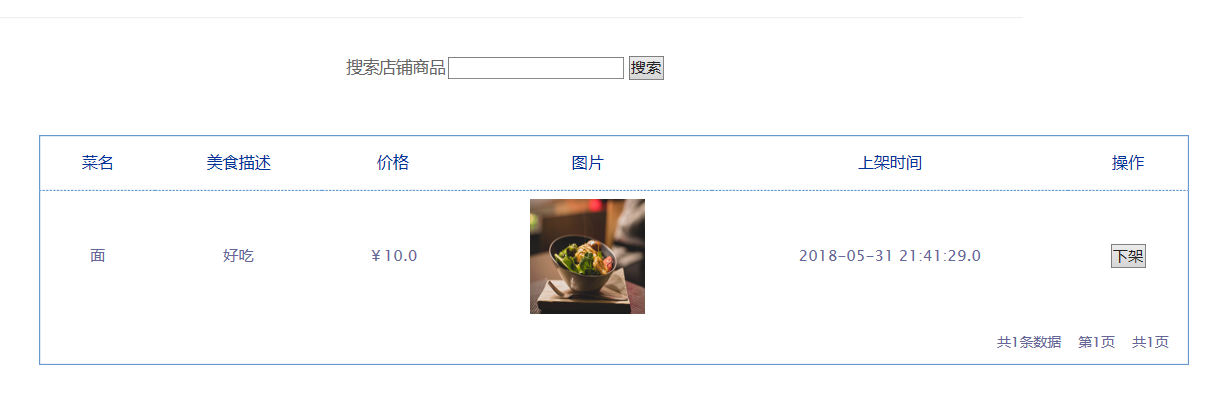 搜索店铺商品 搜索
菜名 美食描述 价格 图片 上架时间 操作
面 好吃 ￥10.0 2018-05-31 21:41:29.0 下架
共1条数据 第1页 共1页